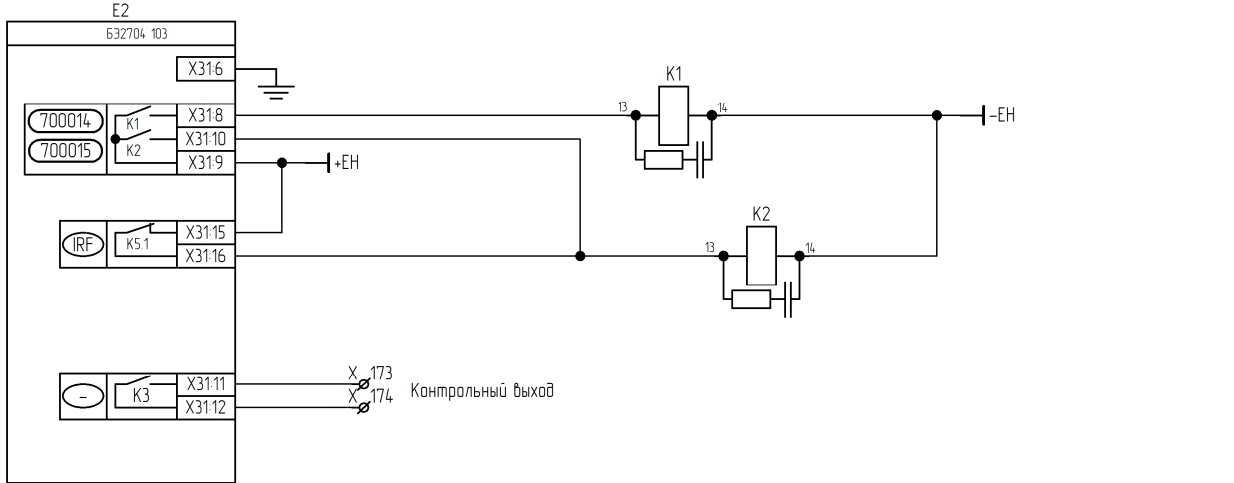 E2
БЭ2704 103
X31:6
K1
700014
K1
X31:8
13
14
-EH
700015
K2
X31:10
X31:9
+EH
K2
IRF
K5.1
X31:15
X31:16
13
14
-
K3
X31:11
X31:12
X 173
X 174
Контрольный выход